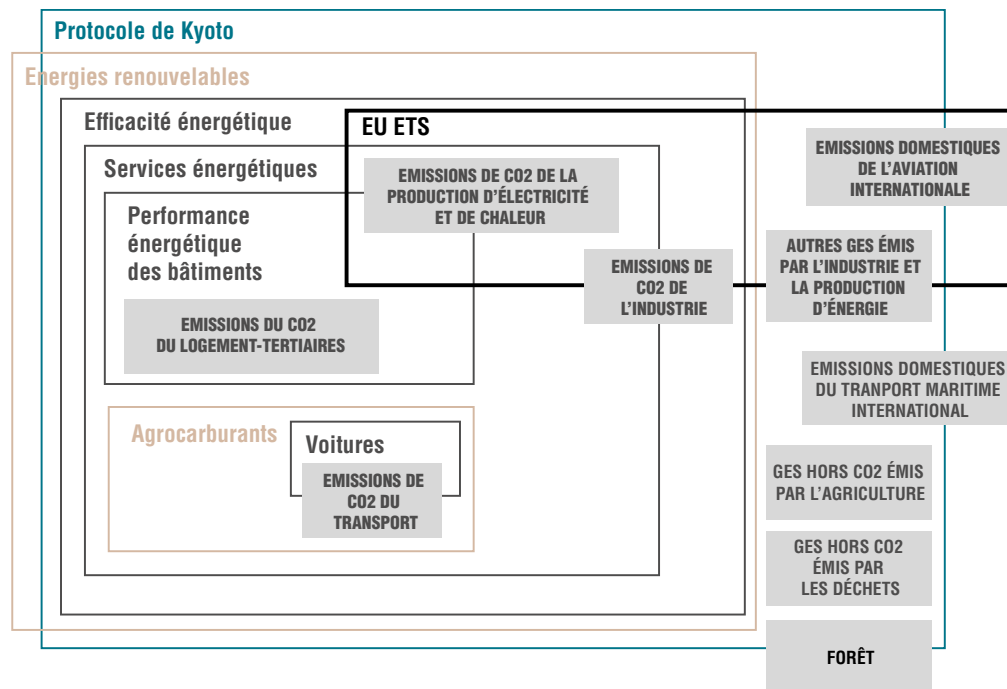 Protocole de Kyoto
Energies renouvelables
Efficacité énergétique
EU ETS
EMISSIONS DOMESTIQUES
DE L'AVIATION
INTERNATIONALE
Services énergétiques
EMISSIONS DE CO2 DE LA
PRODUCTION D'ÉLECTRICITÉ
ET DE CHALEUR
Performance
énergétique
des bâtiments
EMISSIONS DE
CO2 DE
L'INDUSTRIE
AUTRES GES ÉMIS
PAR L'INDUSTRIE ET
LA PRODUCTION
D'ÉNERGIE
EMISSIONS DU CO2
DU LOGEMENT-TERTIAIRES
EMISSIONS DOMESTIQUES
DU TRANPORT MARITIME
INTERNATIONAL
Agrocarburants
Voitures
EMISSIONS DE
CO2 DU
TRANSPORT
GES HORS CO2 ÉMIS
PAR L'AGRICULTURE
GES HORS CO2
ÉMIS PAR
LES DÉCHETS
FORÊT